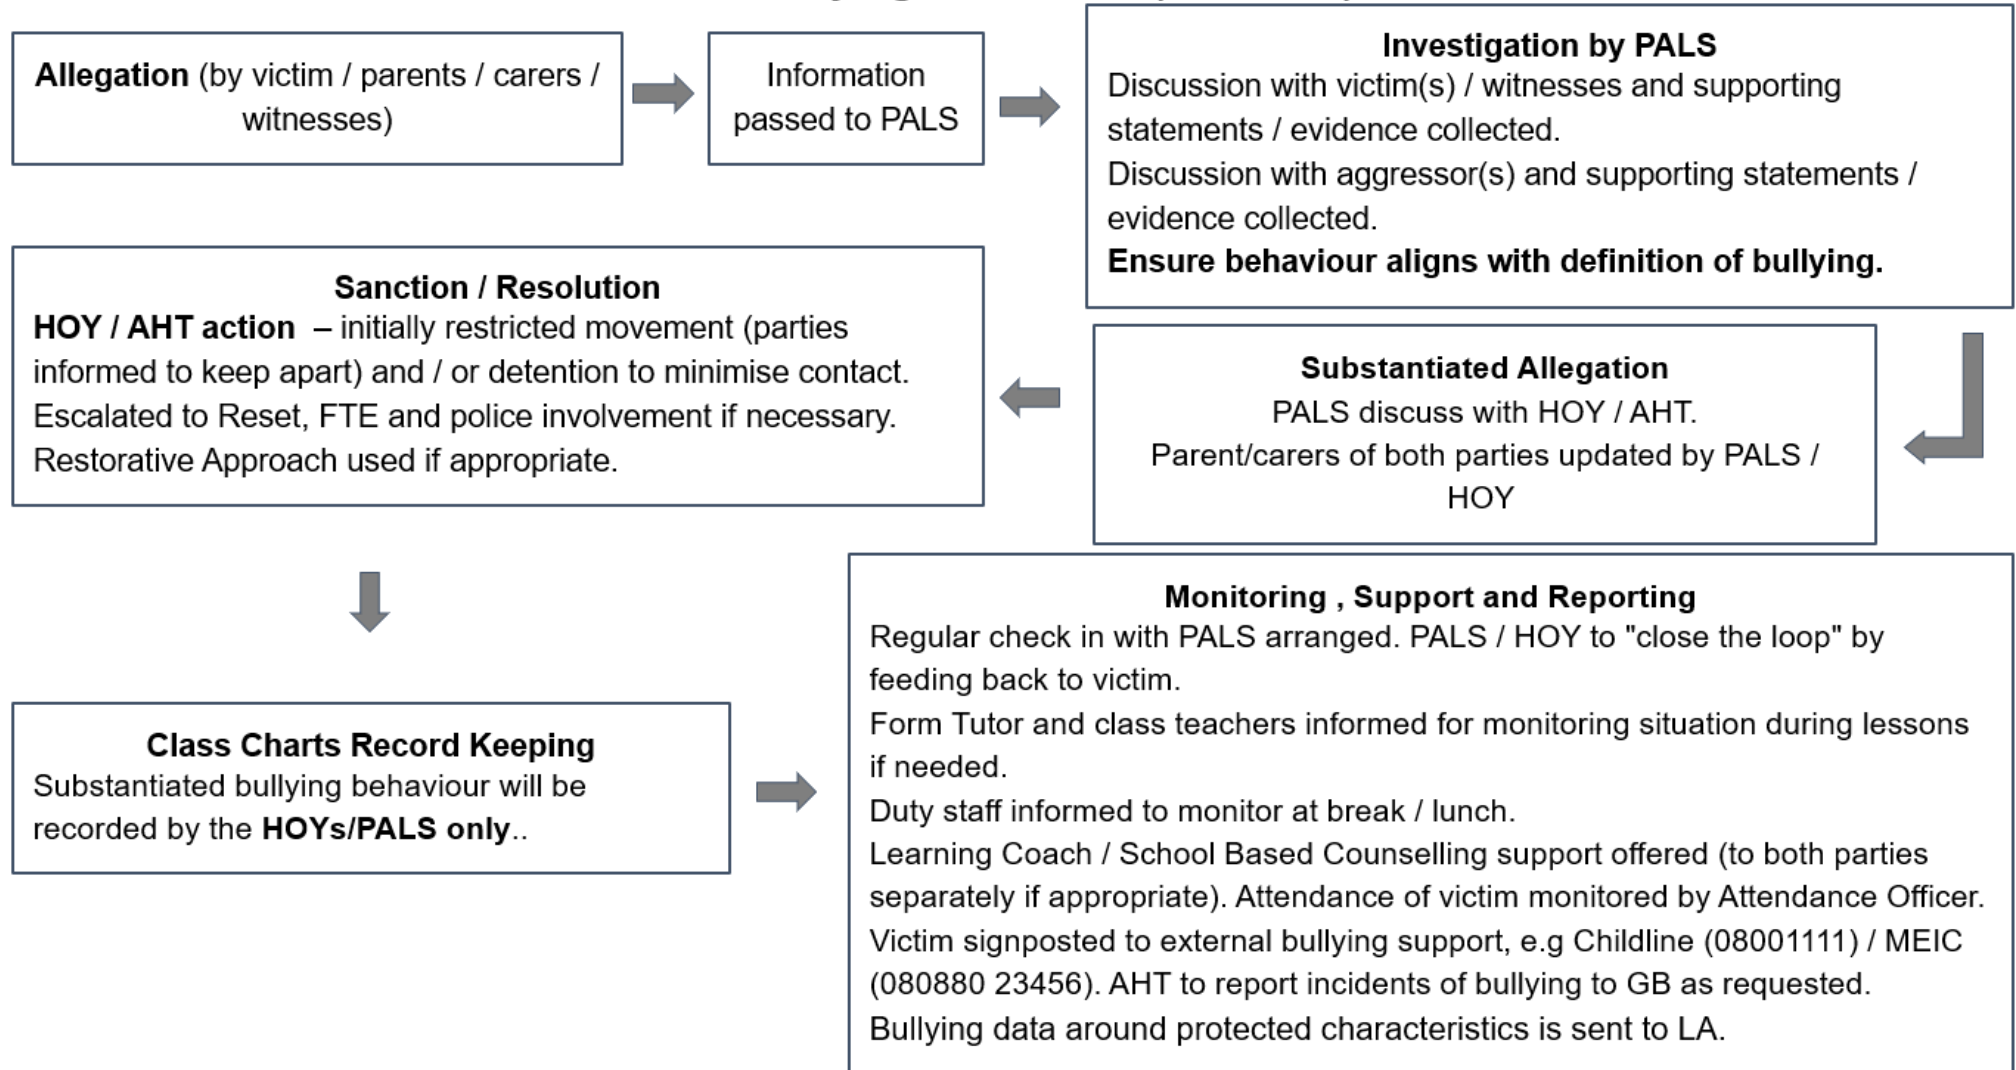 Allegation (by victim / parents / carers /
witnesses)
Information
passed to PALS
Investigation by PALS
Discussion with victim(s) / witnesses and supporting
statements / evidence collected.
Discussion with aggressor(s) and supporting statements /
evidence collected.
Ensure behaviour aligns with definition of bullying.
Substantiated Allegation
PALS discuss with HOY / AHT.
Parent/carers of both parties updated by PALS /
HOY
Sanction / Resolution
HOY / AHT action – initially restricted movement (parties
informed to keep apart) and / or detention to minimise contact.
Escalated to Reset, FTE and police involvement if necessary.
Restorative Approach used if appropriate.
Class Charts Record Keeping
Substantiated bullying behaviour will be
recorded by the HOYs/PALS only..
Monitoring , Support and Reporting
Regular check in with PALS arranged. PALS / HOY to "close the loop" by
feeding back to victim.
Form Tutor and class teachers informed for monitoring situation during lessons
if needed.
Duty staff informed to monitor at break / lunch.
Learning Coach / School Based Counselling support offered (to both parties
separately if appropriate). Attendance of victim monitored by Attendance Officer.
Victim signposted to external bullying support, e.g Childline (08001111) / MEIC
(080880 23456). AHT to report incidents of bullying to GB as requested.
Bullying data around protected characteristics is sent to LA.